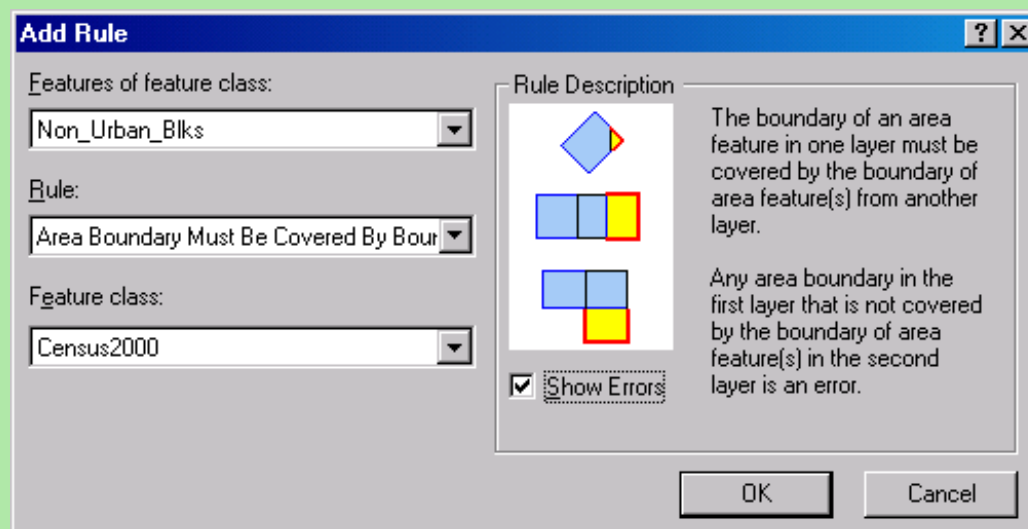 Add Rule
Features of feature class:
Non_Urban_Blks
Rule:
Area Boundary Must Be Covered By Bour
Feature class:
Census2000
Rule Description
The boundary of an area
feature in one layer must be
covered by the boundary of
area feature(s) from another
layer.
Any area boundary in the
first layer that is not covered
by the boundary of area
feature(s) in the second
layer is an error.
Show Errors
OK
Cancel